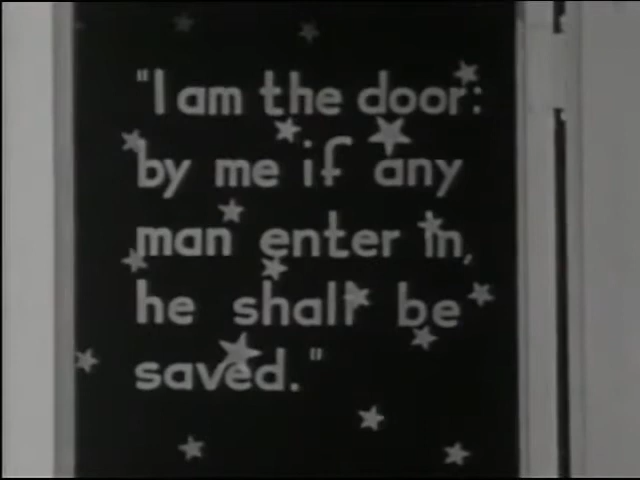 "I am the door:
by me if any
man enter in,
he shall be
saved."